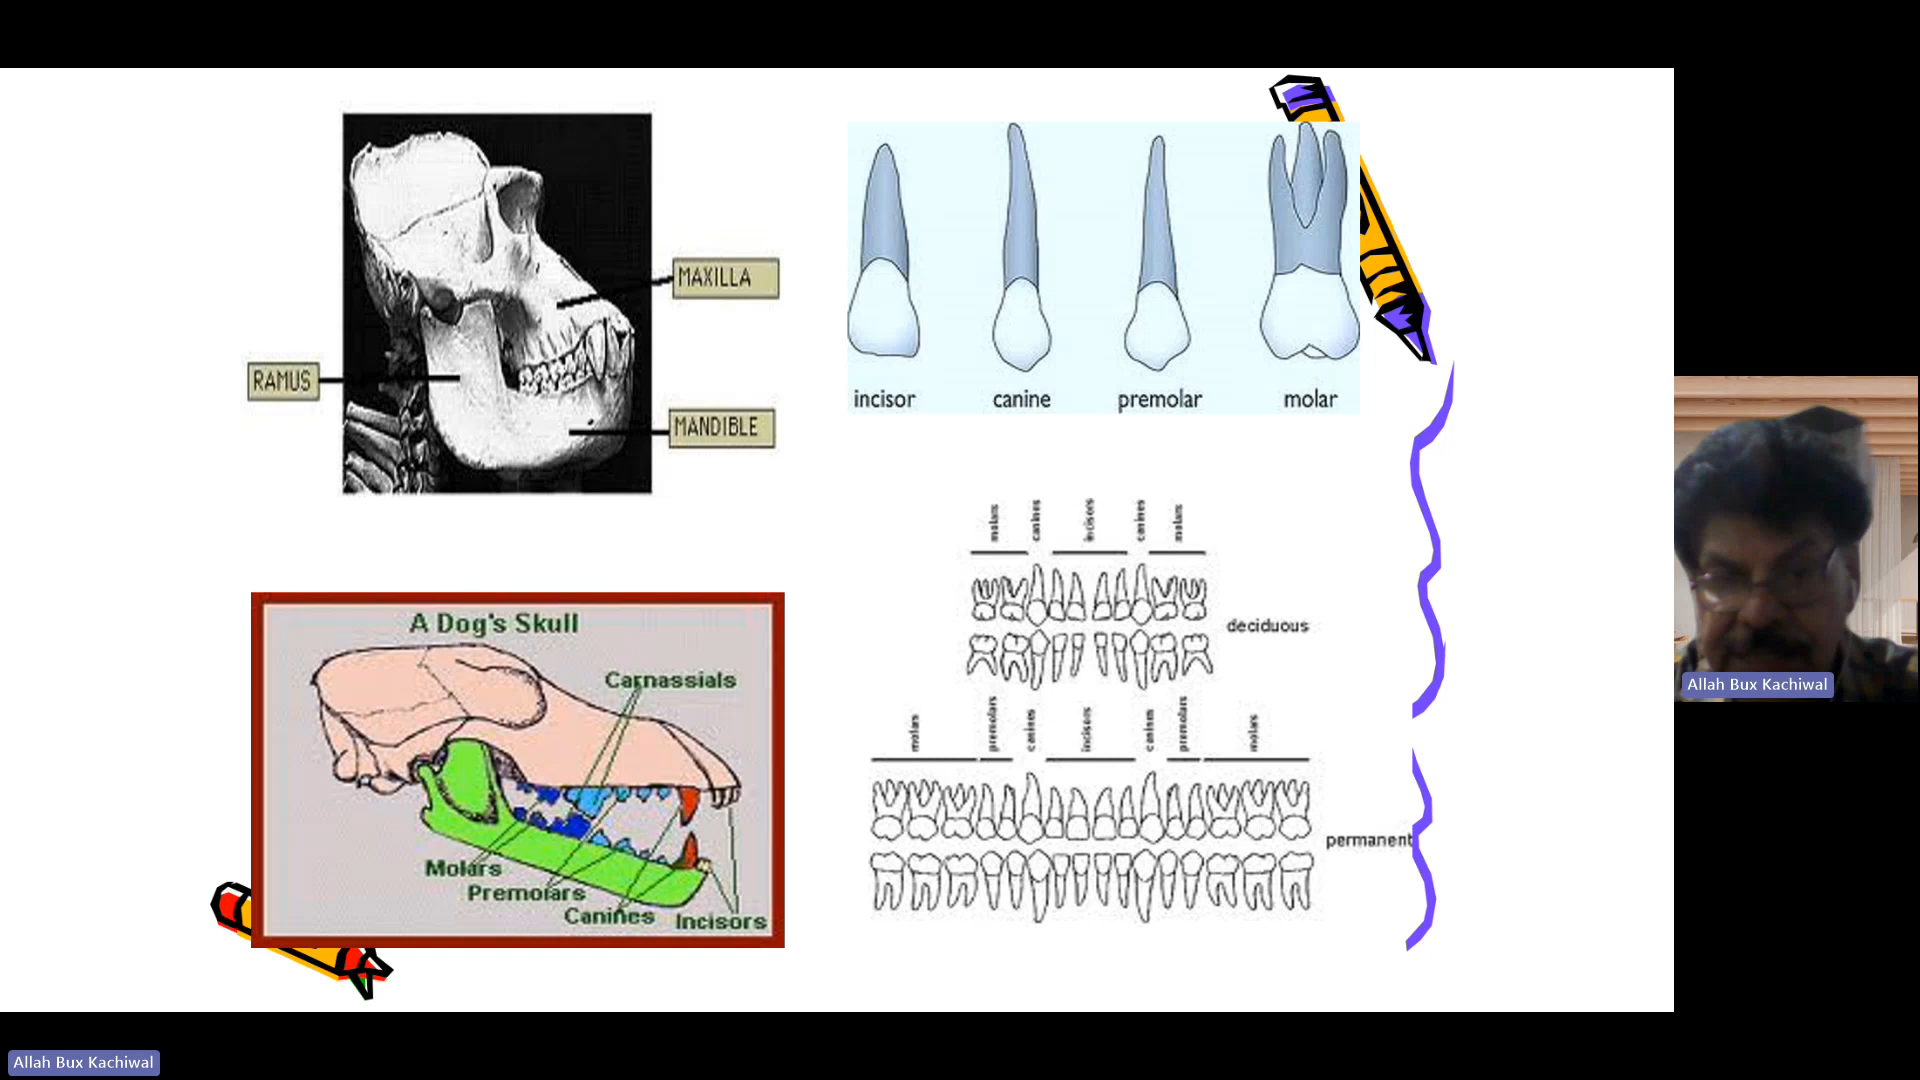 MAXILLA
RAMUS
MANDIBLE
incisor canine premolar molar
molars canines incisors canines molars
deciduous
molars premolars canines incisors canines premolars molars
permanent
A Dog's Skull
Carnassials
Molars
Premolars
Canines
Incisors
Allah Bux Kachiwal
Allah Bux Kachiwal